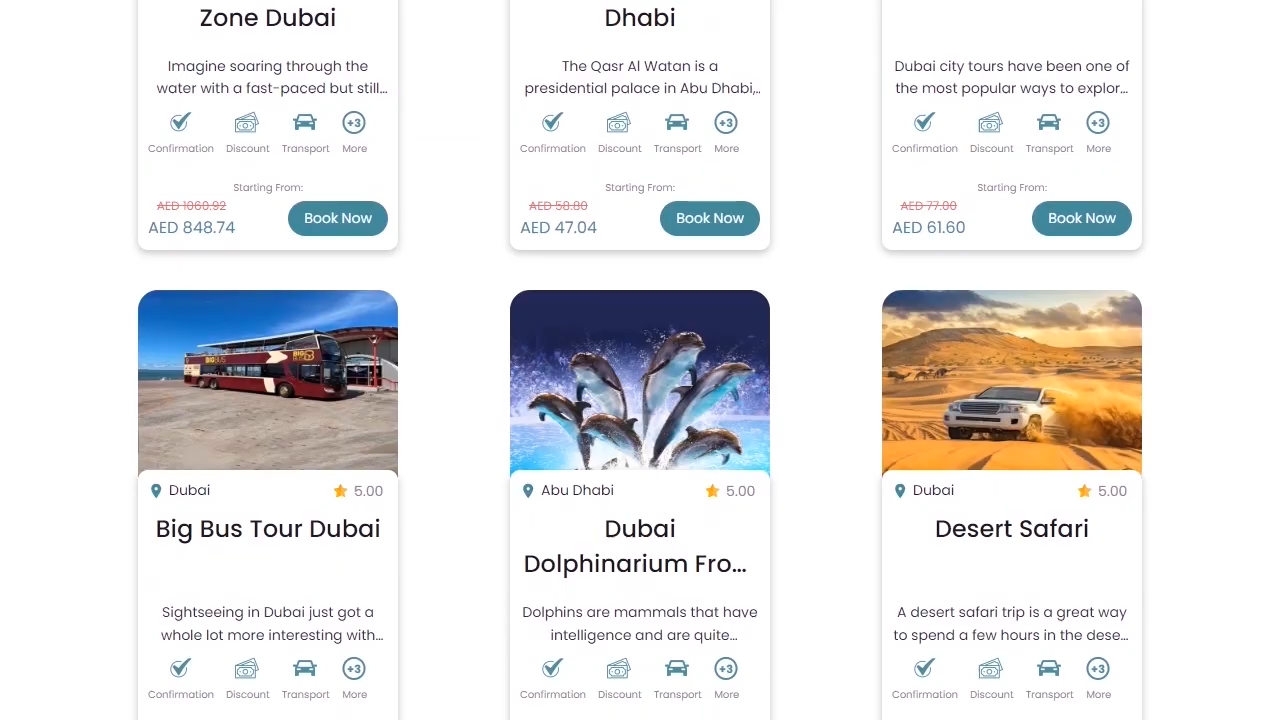 Zone Dubai
Imagine soaring through the
water with a fast-paced but still...
Confirmation
Discount
Transport
+3
More
Starting From:
AED 1060.92
AED 848.74
Book Now
Dhabi
The Qasr Al Watan is a
presidential palace in Abu Dhabi,..
Confirmation
Discount
Transport
+3
More
Starting From:
AED 58.80
AED 47.04
Book Now
Dubai city tours have been one of
the most popular ways to explor...
Confirmation
Discount
Transport
+3
More
Starting From:
AED 77.00
AED 61.60
Book Now
BIGBUS
BIG BUS
Dubai
5.00
Big Bus Tour Dubai
Sightseeing in Dubai just got a
whole lot more interesting with...
Confirmation
Discount
Transport
+3
More
Abu Dhabi
5.00
Dubai
Dolphinarium Fro...
Dolphins are mammals that have
intelligence and are quite...
Confirmation
Discount
Transport
+3
More
Dubai
5.00
Desert Safari
A desert safari trip is a great way
to spend a few hours in the dese...
Confirmation
Discount
Transport
+3
More